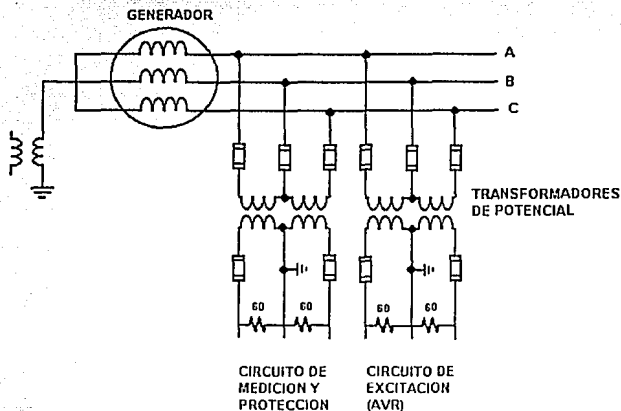 GENERADOR
A
B
C
TRANSFORMADORES
DE POTENCIAL
60 60 60 60
CIRCUITO DE
MEDICION Y
PROTECCION
CIRCUITO DE
EXCITACION
(AVR)